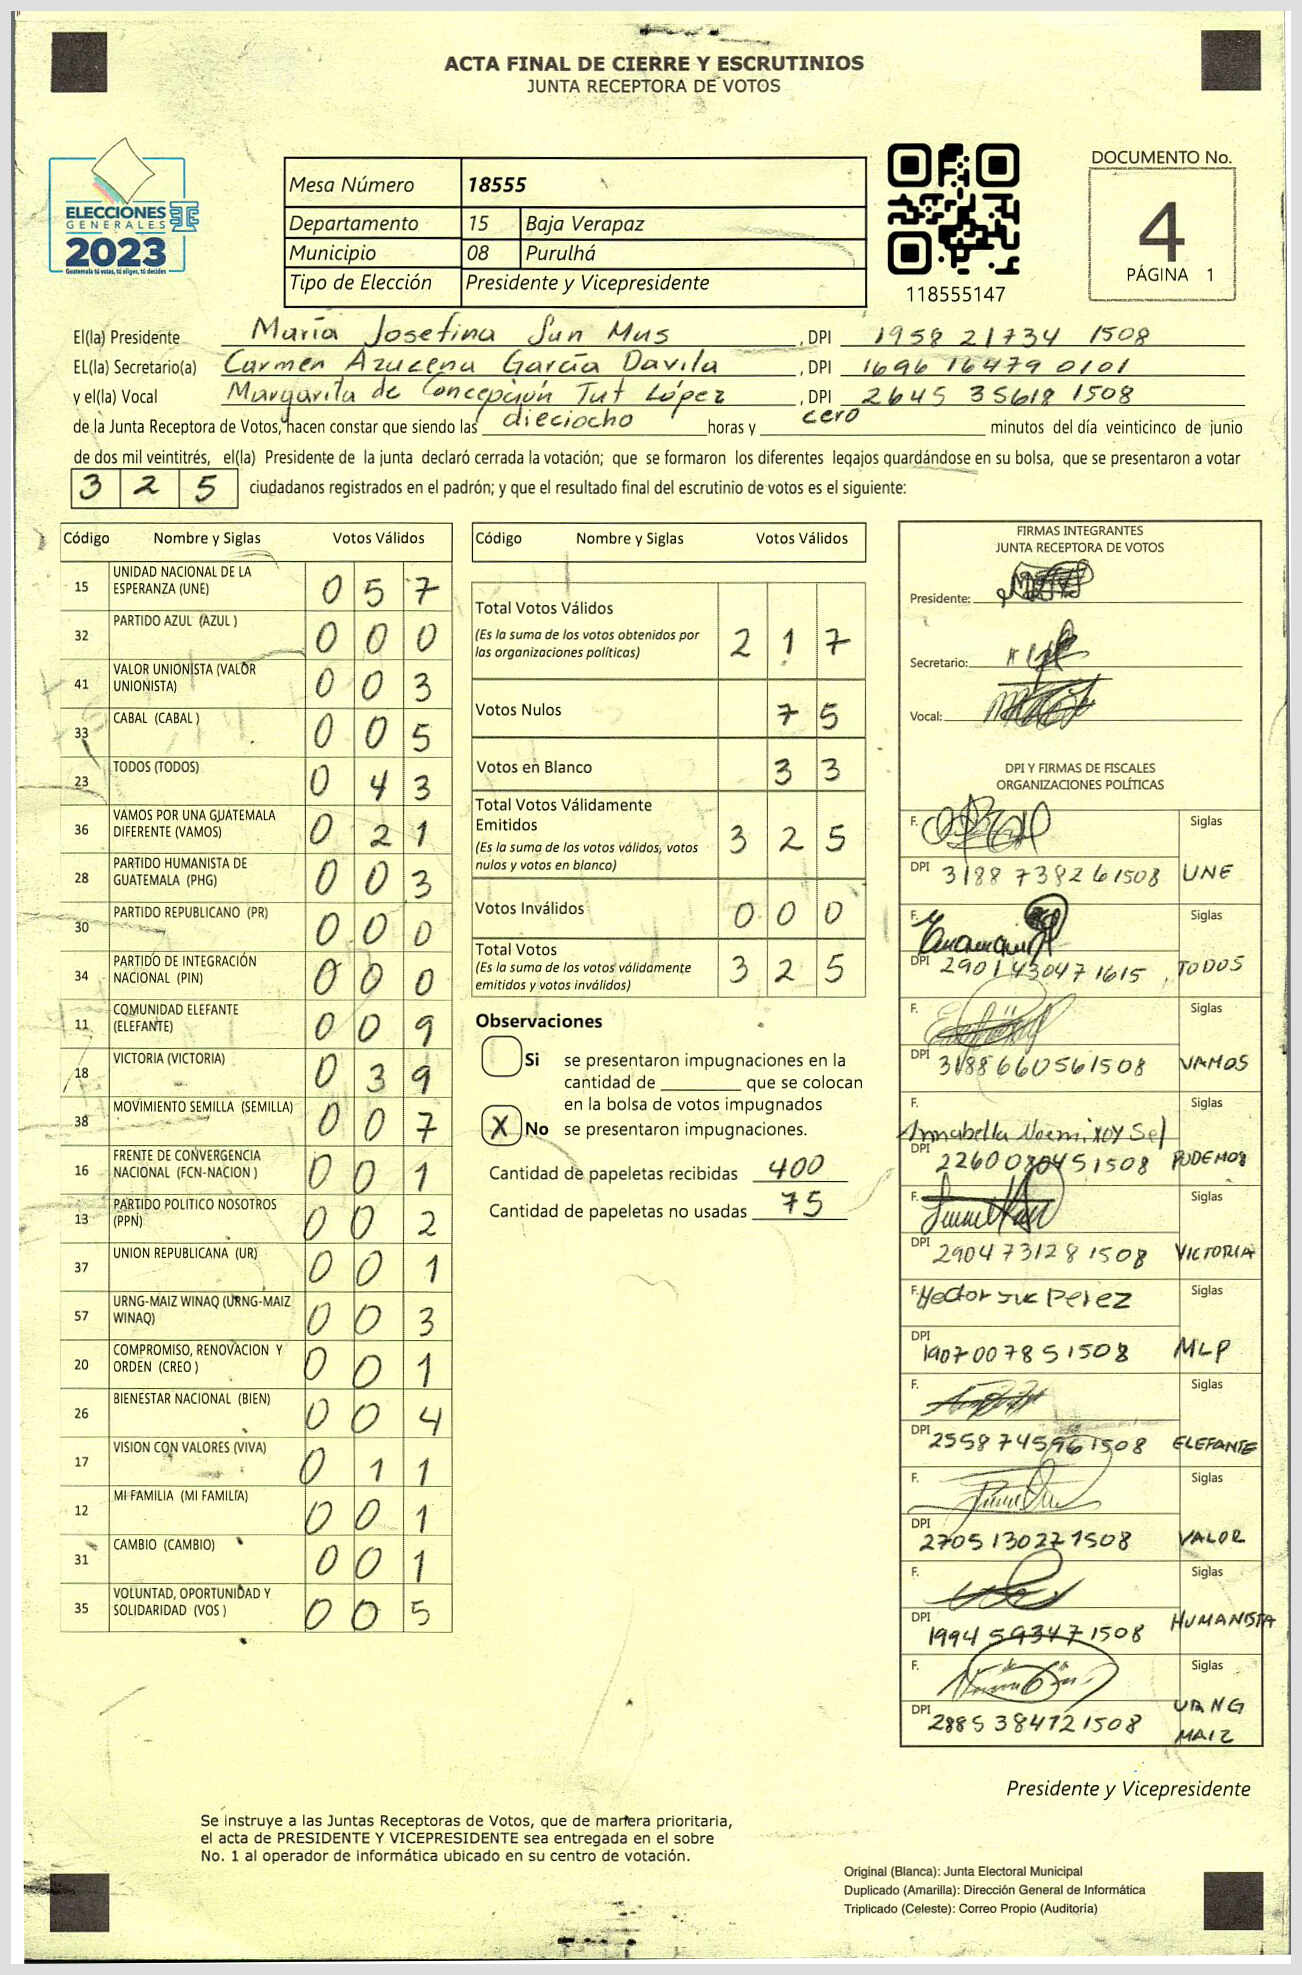 ACTA FINAL DE CIERRE Y ESCRUTINIOS
JUNTA RECEPTORA DE VOTOS
ELECCIONES
GENERALES
2023
Guatemala tú votas, tú eliges, tú decides
Mesa Número 18555
Departamento 15 Baja Verapaz
Municipio 08 Purulhá
Tipo de Elección Presidente y Vicepresidente
118555147
DOCUMENTO No.
4
PÁGINA 1
El(la) Presidente María Josefina Sun Mus, DPI 1958 21734 1508
EL(la) Secretario(a) Carmen Azucena García Davila, DPI 1696 16479 0101
y el(la) Vocal Margarita de Concepción Tut López, DPI 2645 35618 1508
de la Junta Receptora de Votos, hacen constar que siendo las dieciocho horas y cero minutos del día veinticinco de junio
de dos mil veintitrés, el(la) Presidente de la junta declaró cerrada la votación; que se formaron los diferentes legajos guardándose en su bolsa, que se presentaron a votar
3 2 5 ciudadanos registrados en el padrón; y que el resultado final del escrutinio de votos es el siguiente:
Código Nombre y Siglas Votos Válidos
15 UNIDAD NACIONAL DE LA ESPERANZA (UNE) 0 5 7
32 PARTIDO AZUL (AZUL ) 0 0 0
41 VALOR UNIONISTA (VALOR UNIONISTA) 0 0 3
33 CABAL (CABAL ) 0 0 5
23 TODOS (TODOS) 0 4 3
36 VAMOS POR UNA GUATEMALA DIFERENTE (VAMOS) 0 2 1
28 PARTIDO HUMANISTA DE GUATEMALA (PHG) 0 0 3
30 PARTIDO REPUBLICANO (PR) 0 0 0
34 PARTIDO DE INTEGRACIÓN NACIONAL (PIN) 0 0 0
11 COMUNIDAD ELEFANTE (ELEFANTE) 0 0 9
18 VICTORIA (VICTORIA) 0 3 9
38 MOVIMIENTO SEMILLA (SEMILLA) 0 0 7
16 FRENTE DE CONVERGENCIA NACIONAL (FCN-NACION ) 0 0 1
13 PARTIDO POLITICO NOSOTROS (PPN) 0 0 2
37 UNION REPUBLICANA (UR) 0 0 1
57 URNG-MAIZ WINAQ (URNG-MAIZ WINAQ) 0 0 3
20 COMPROMISO, RENOVACION Y ORDEN (CREO ) 0 0 1
26 BIENESTAR NACIONAL (BIEN) 0 0 4
17 VISION CON VALORES (VIVA) 0 1 1
12 MI FAMILIA (MI FAMILIA) 0 0 1
31 CAMBIO (CAMBIO) 0 0 1
35 VOLUNTAD, OPORTUNIDAD Y SOLIDARIDAD (VOS ) 0 0 5
Código Nombre y Siglas Votos Válidos
Total Votos Válidos
(Es la suma de los votos obtenidos por
las organizaciones políticas) 2 1 7
Votos Nulos 7 5
Votos en Blanco 3 3
Total Votos Válidamente
Emitidos
(Es la suma de los votos válidos, votos
nulos y votos en blanco) 3 2 5
Votos Inválidos 0 0 0
Total Votos
(Es la suma de los votos válidamente
emitidos y votos inválidos) 3 2 5
Observaciones
Si se presentaron impugnaciones en la
cantidad de ________ que se colocan
en la bolsa de votos impugnados
X No se presentaron impugnaciones.
Cantidad de papeletas recibidas 400
Cantidad de papeletas no usadas 75
FIRMAS INTEGRANTES
JUNTA RECEPTORA DE VOTOS
Presidente:
Secretario:
Vocal:
DPI Y FIRMAS DE FISCALES
ORGANIZACIONES POLÍTICAS
F. Siglas
DPI 3188 73826 1508 UNE
F. Siglas
DPI 2901 43047 1615 TODOS
F. Siglas
DPI 3188 66056 1508 VAMOS
F. Annabella Noemi Xoy Siglas
DPI 2260 08045 1508 PODEMOS
F. Siglas
DPI 2904 73128 1508 VICTORIA
F. Hector Suc Perez Siglas
DPI 1907 00785 1508 MLP
F. Siglas
DPI 2558 74596 1508 ELEFANTE
F. Siglas
DPI 2705 13027 1508 VALOR
F. Siglas
DPI 1994 59347 1508 HUMANISTA
F. Siglas
DPI 2885 38472 1508 URNG
MAIZ
Presidente y Vicepresidente
Se instruye a las Juntas Receptoras de Votos, que de manera prioritaria,
el acta de PRESIDENTE Y VICEPRESIDENTE sea entregada en el sobre
No. 1 al operador de informática ubicado en su centro de votación.
Original (Blanca): Junta Electoral Municipal
Duplicado (Amarilla): Dirección General de Informática
Triplicado (Celeste): Correo Propio (Auditoría)